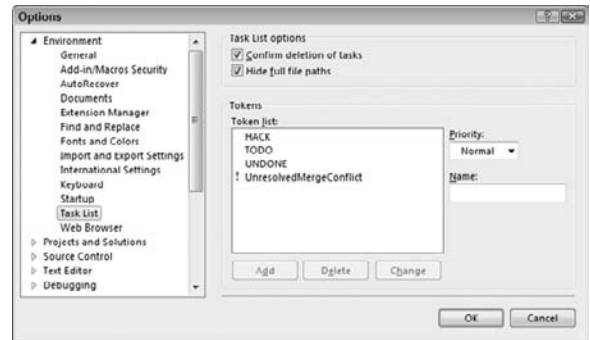 Options
Environment
General
Add-in/Macros Security
AutoRecover
Documents
Extension Manager
Find and Replace
Fonts and Colors
Import and Export Settings
International Settings
Keyboard
Startup
Task List
Web Browser
Projects and Solutions
Source Control
Text Editor
Debugging
Task List options
Confirm deletion of tasks
Hide full file paths
Tokens
Token list:
HACK
TODO
UNDONE
! UnresolvedMergeConflict
Priority:
Normal
Name:
Add
Delete
Change
OK
Cancel